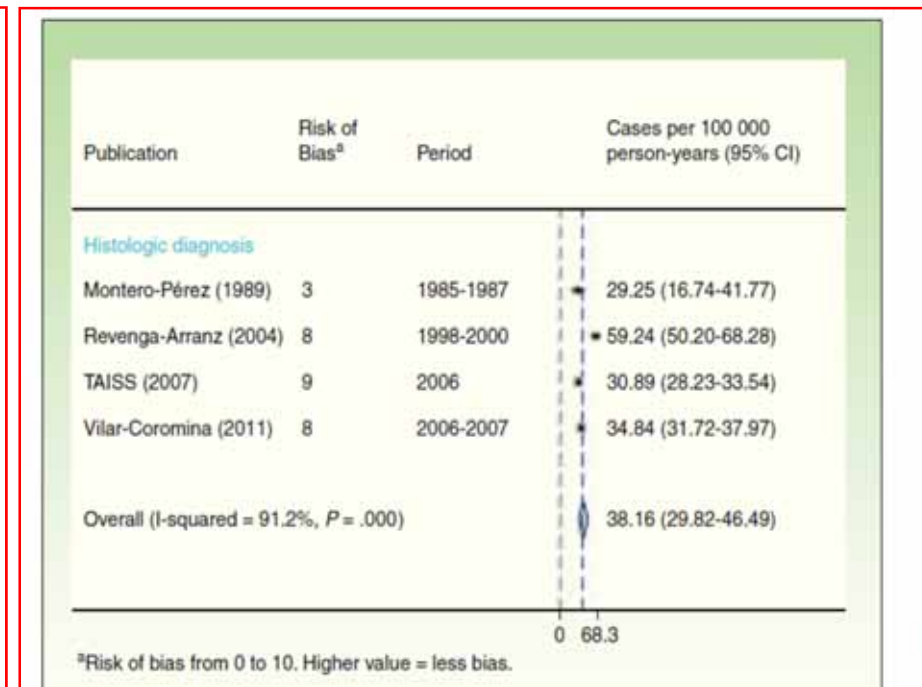 Publication Risk of Biasᵃ Period Cases per 100 000 person-years (95% CI)
Histologic diagnosis
Montero-Pérez (1989) 3 1985-1987 29.25 (16.74-41.77)
Revenga-Arranz (2004) 8 1998-2000 59.24 (50.20-68.28)
TAISS (2007) 9 2006 30.89 (28.23-33.54)
Vilar-Coromina (2011) 8 2006-2007 34.84 (31.72-37.97)
Overall (I-squared = 91.2%, P = .000) 38.16 (29.82-46.49)
0 68.3
ᵃRisk of bias from 0 to 10. Higher value = less bias.